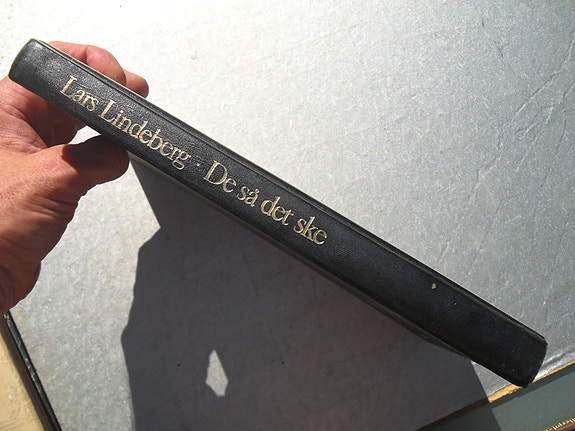 Lars Lindeberg · De så det ske